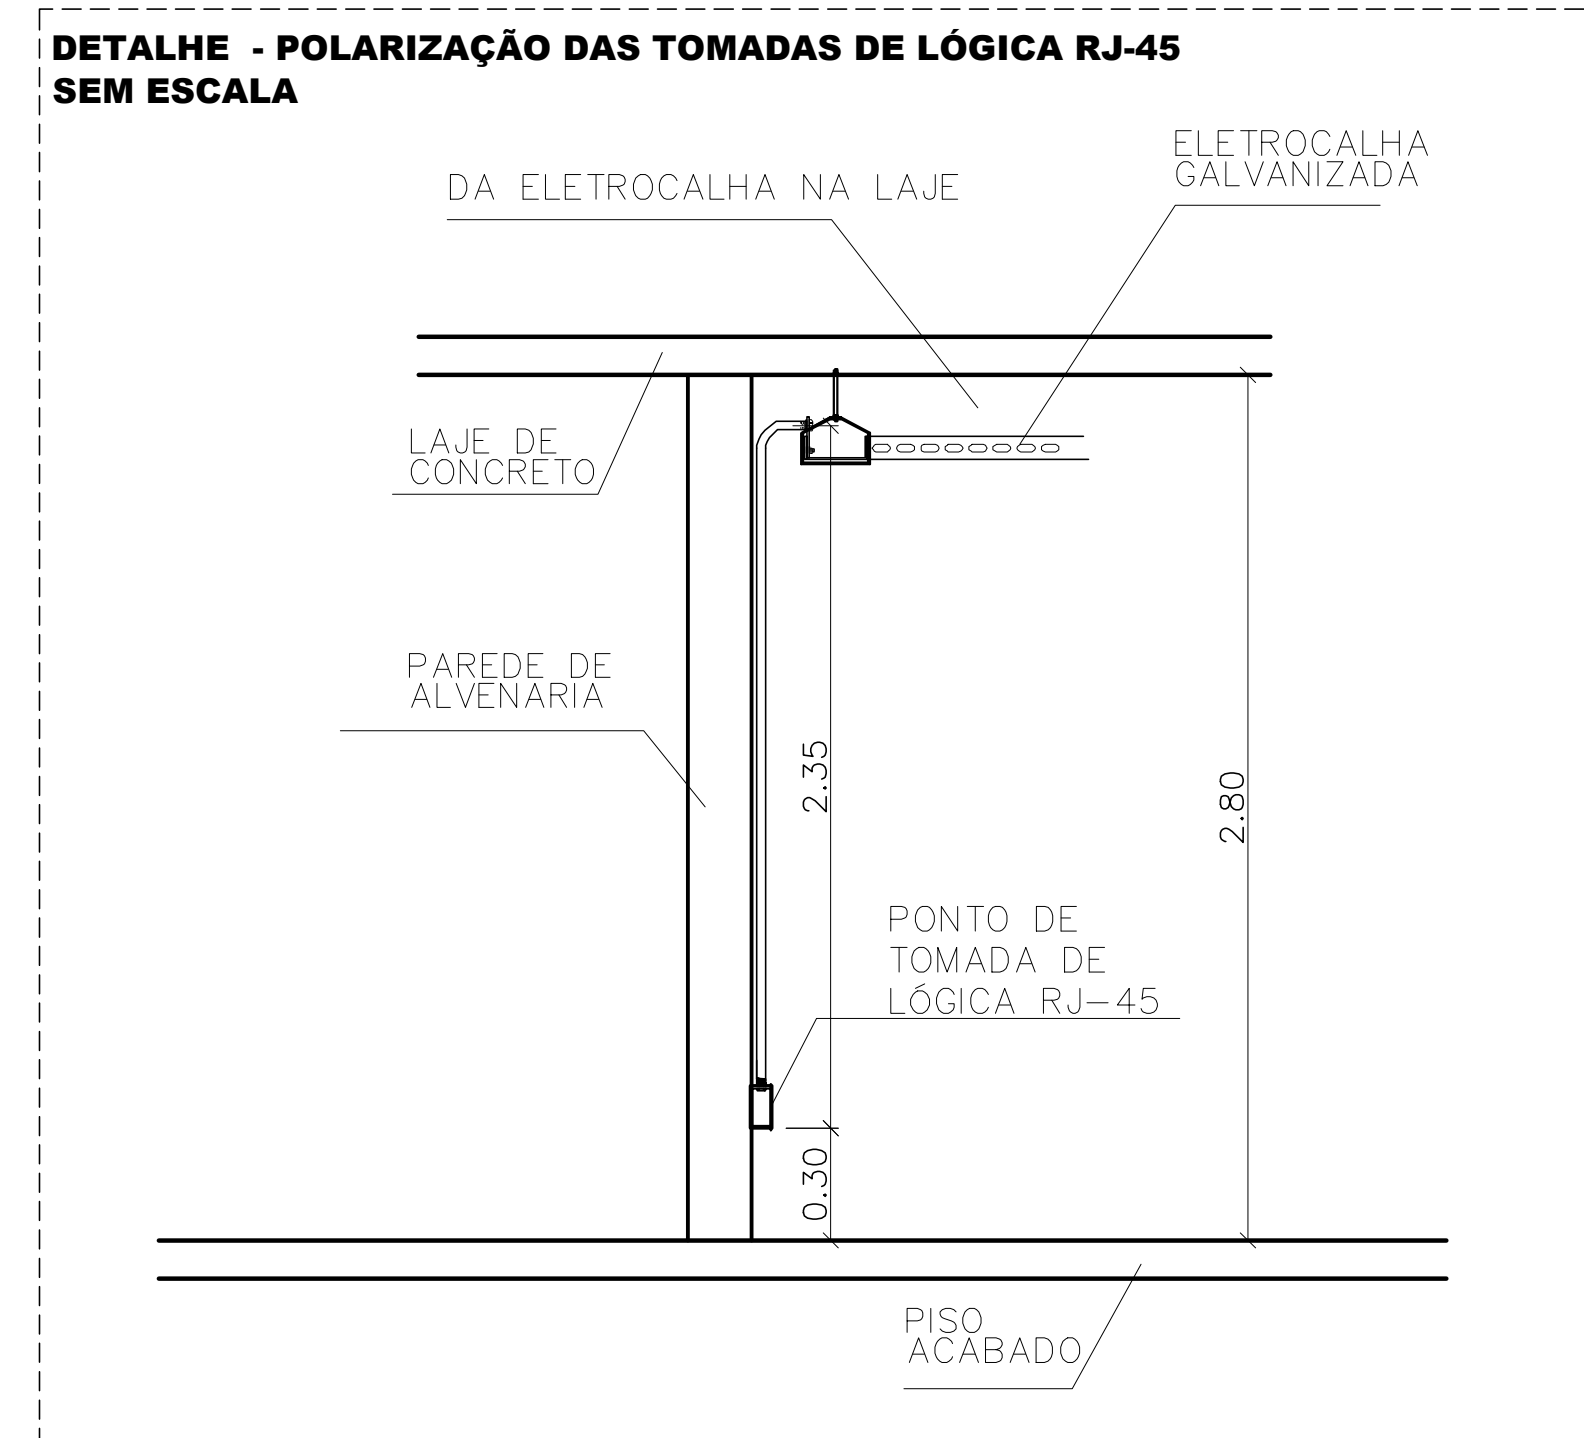 DETALHE - POLARIZAÇÃO DAS TOMADAS DE LÓGICA RJ-45
SEM ESCALA
ELETROCALHA
GALVANIZADA
DA ELETROCALHA NA LAJE
LAJE DE
CONCRETO
PAREDE DE
ALVENARIA
2.35
2.80
PONTO DE
TOMADA DE
LÓGICA RJ-45
0.30
PISO
ACABADO